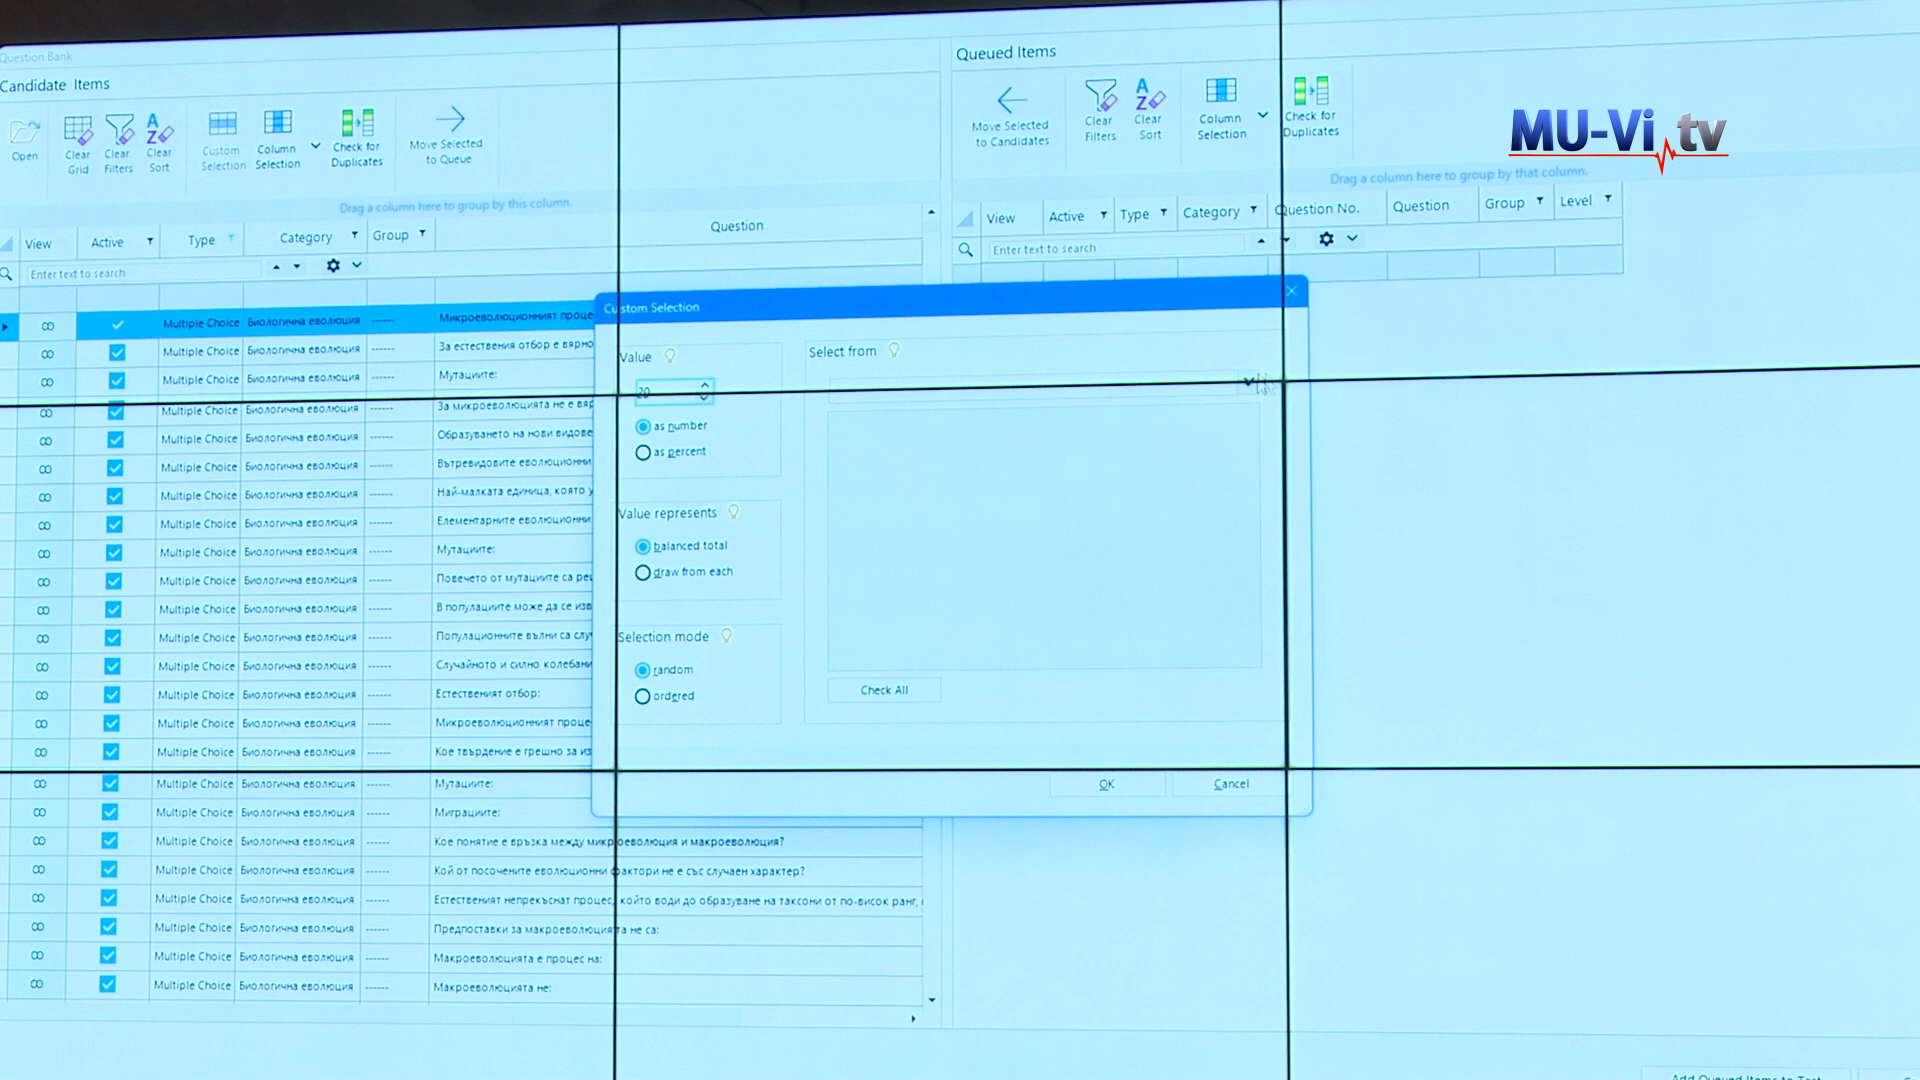 Question Bank
Candidate Items
Open
Clear Grid
Clear Filters
Clear Sort
Custom Selection
Column Selection
Check for Duplicates
Move Selected to Queue
Drag a column here to group by this column.
View Active Type Category Group Question
Enter text to search
Multiple Choice Биологична еволюция ------ Микроеволюционният проце
Multiple Choice Биологична еволюция ------ За естествения отбор е вярно
Multiple Choice Биологична еволюция ------ Мутациите:
Multiple Choice Биологична еволюция ------ За микроеволюцията не е вяр
Multiple Choice Биологична еволюция ------ Образуването на нови видове
Multiple Choice Биологична еволюция ------ Вътревидовите еволюционни
Multiple Choice Биологична еволюция ------ Най-малката единица, която у
Multiple Choice Биологична еволюция ------ Елементарните еволюционни
Multiple Choice Биологична еволюция ------ Мутациите:
Multiple Choice Биологична еволюция ------ Повечето от мутациите са рец
Multiple Choice Биологична еволюция ------ В популациите може да се изв
Multiple Choice Биологична еволюция ------ Популационните вълни са слу
Multiple Choice Биологична еволюция ------ Случайното и силно колебани
Multiple Choice Биологична еволюция ------ Естественият отбор:
Multiple Choice Биологична еволюция ------ Микроеволюционният проце
Multiple Choice Биологична еволюция ------ Кое твърдение е грешно за из
Multiple Choice Биологична еволюция ------ Мутациите:
Multiple Choice Биологична еволюция ------ Миграциите:
Multiple Choice Биологична еволюция ------ Кое понятие е връзка между микроеволюция и макроеволюция?
Multiple Choice Биологична еволюция ------ Кой от посочените еволюционни фактори не е със случаен характер?
Multiple Choice Биологична еволюция ------ Естественият непрекъснат процес, който води до образуване на таксони от по-висок ранг,
Multiple Choice Биологична еволюция ------ Предпоставки за макроеволюцията не са:
Multiple Choice Биологична еволюция ------ Макроеволюцията е процес на:
Multiple Choice Биологична еволюция ------ Макроеволюцията не:
Custom Selection
Value
20
as number
as percent
Value represents
balanced total
draw from each
Selection mode
random
ordered
Select from
Check All
OK
Cancel
Queued Items
Move Selected to Candidates
Clear Filters
Clear Sort
Column Selection
Check for Duplicates
Drag a column here to group by that column.
View Active Type Category Question No. Question Group Level
Enter text to search
MU-Vi.tv
Add Queued Items to Test